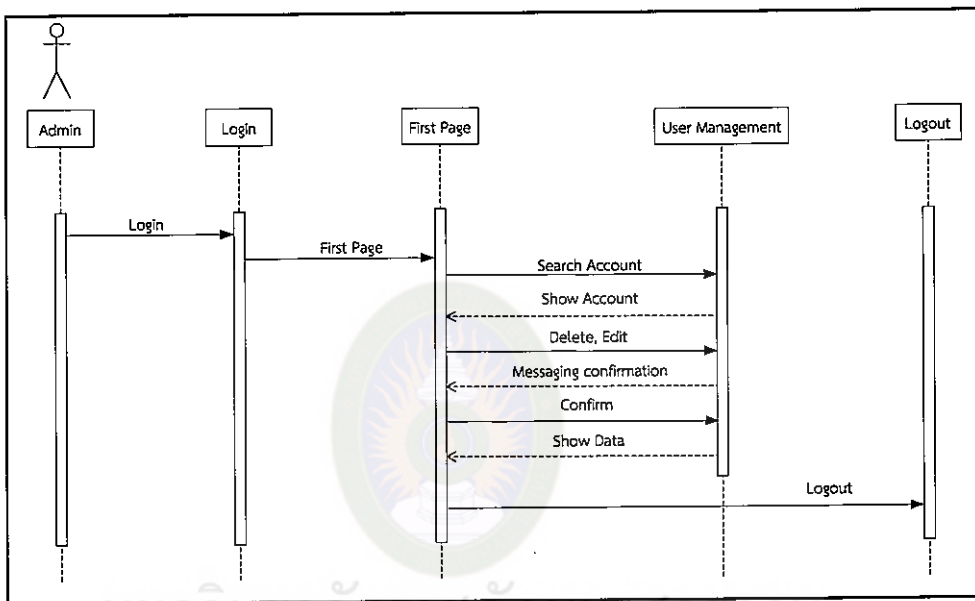 Admin
Login
First Page
User Management
Logout
Login
First Page
Search Account
Show Account
Delete, Edit
Messaging confirmation
Confirm
Show Data
Logout